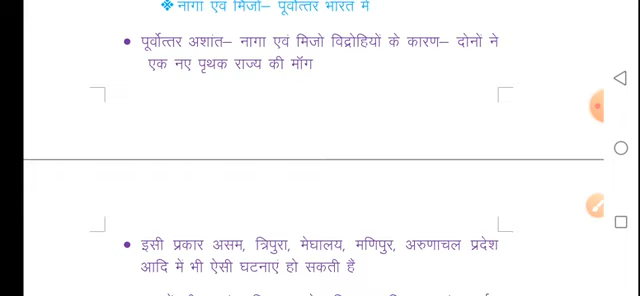 ❖ नागा एवं मिजो– पूर्वोत्तर भारत में
• पूर्वोत्तर अशांत– नागा एवं मिजो विद्रोहियों के कारण– दोनों ने
एक नए पृथक राज्य की मॉंग
• इसी प्रकार असम, त्रिपुरा, मेघालय, मणिपुर, अरुणाचल प्रदेश
आदि में भी ऐसी घटनाएं हो सकती हैं